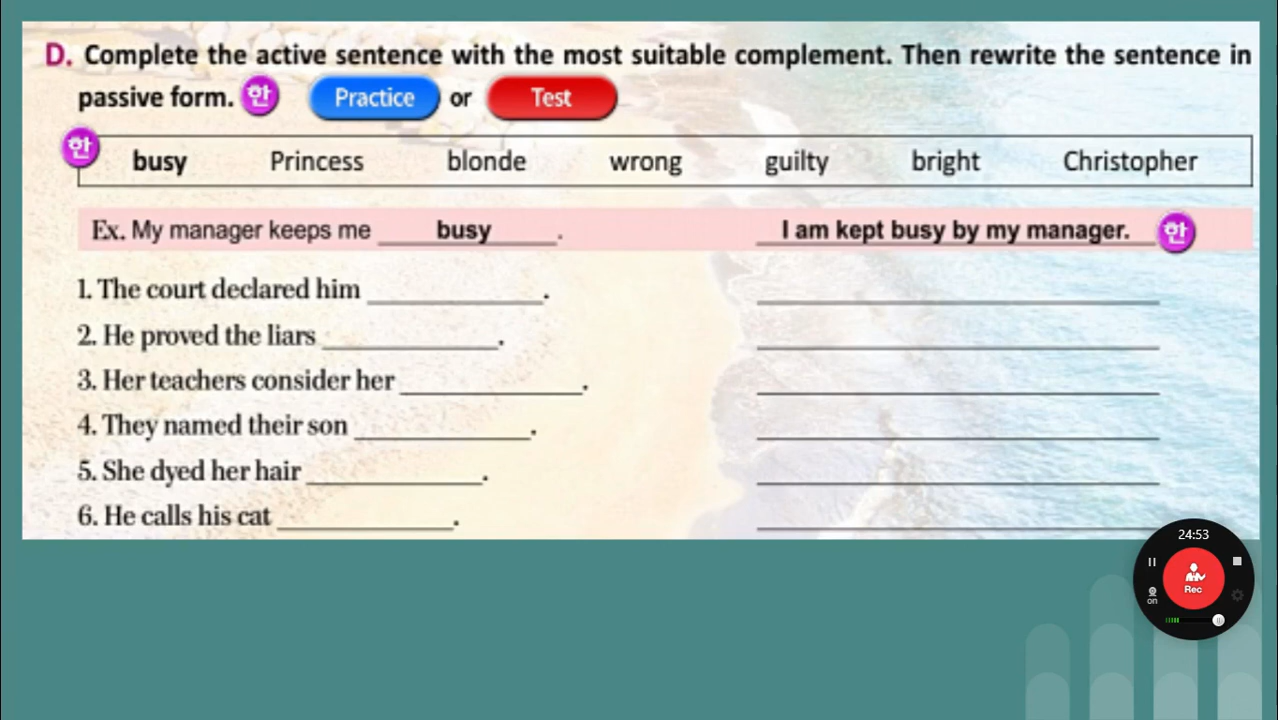 D. Complete the active sentence with the most suitable complement. Then rewrite the sentence in
passive form. 한 Practice or Test
한 busy Princess blonde wrong guilty bright Christopher
Ex. My manager keeps me busy. I am kept busy by my manager. 한
1. The court declared him ____________.
2. He proved the liars ____________.
3. Her teachers consider her ____________.
4. They named their son ____________.
5. She dyed her hair ____________.
6. He calls his cat ____________.
24:53
Rec
on